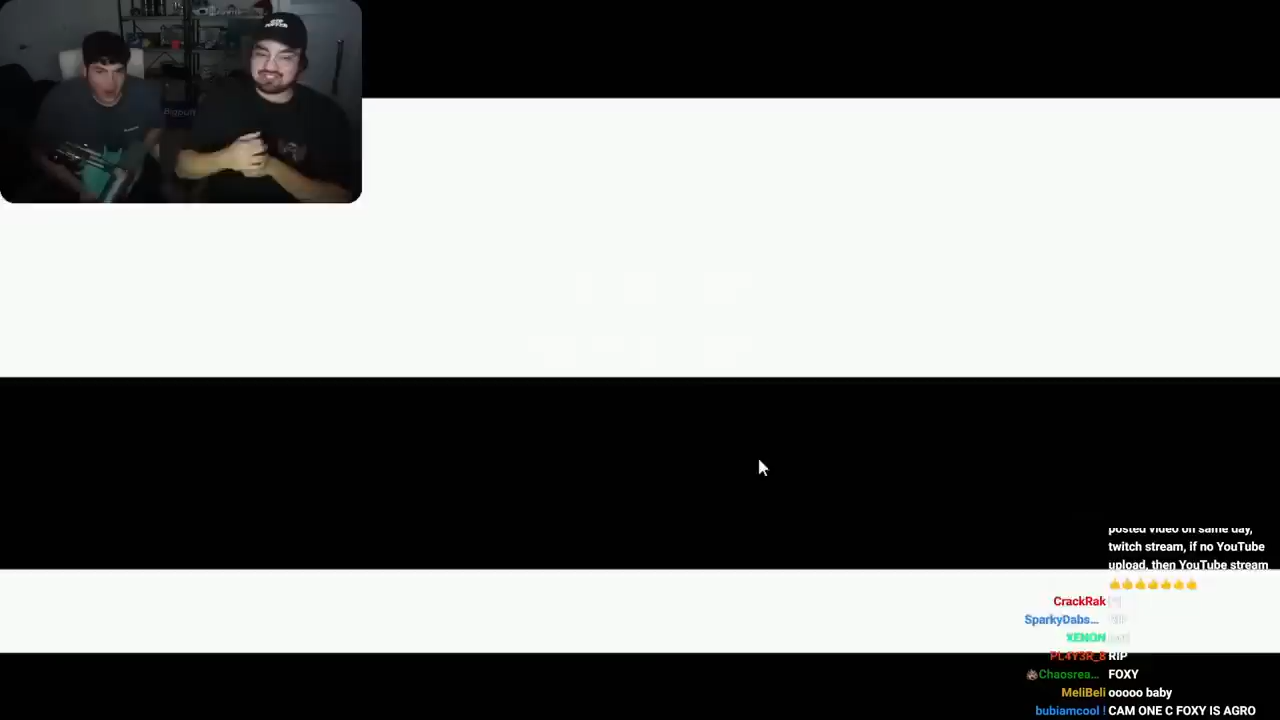 posted video on same day,
twitch stream, if no YouTube
upload, then YouTube stream
CrackRak
SparkyDabs... RIP
XENON
PL4Y3R_8 RIP
Chaosrea... FOXY
MeliBeli ooooo baby
bubiamcool ! CAM ONE C FOXY IS AGRO